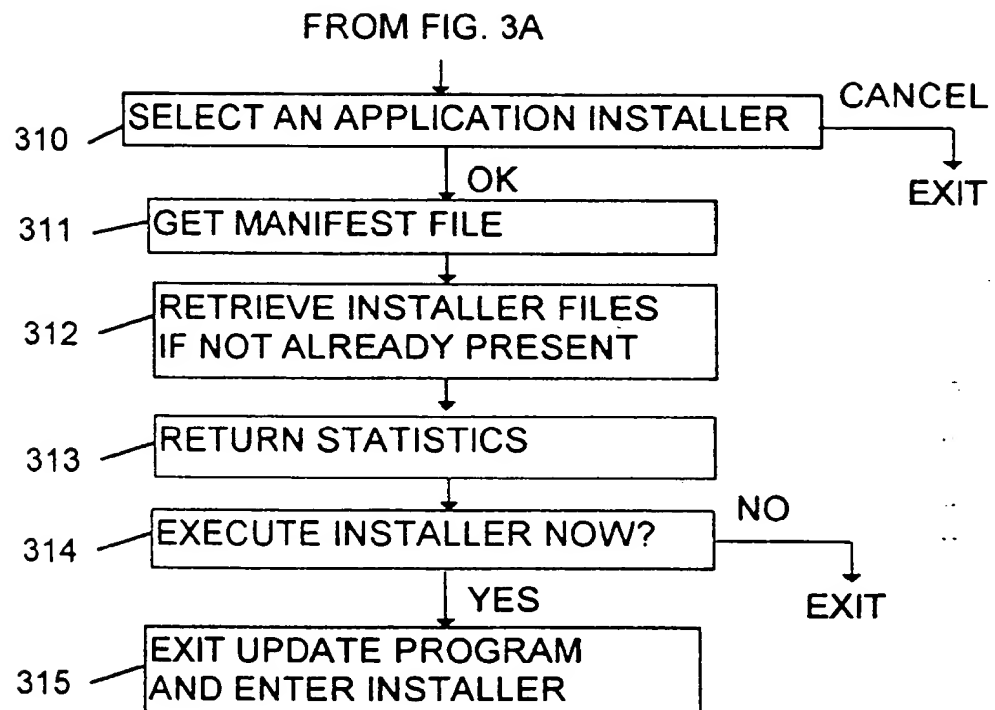 FROM FIG. 3A
310
SELECT AN APPLICATION INSTALLER
CANCEL
EXIT
OK
311
GET MANIFEST FILE
312
RETRIEVE INSTALLER FILES
IF NOT ALREADY PRESENT
313
RETURN STATISTICS
314
EXECUTE INSTALLER NOW?
NO
EXIT
YES
315
EXIT UPDATE PROGRAM
AND ENTER INSTALLER